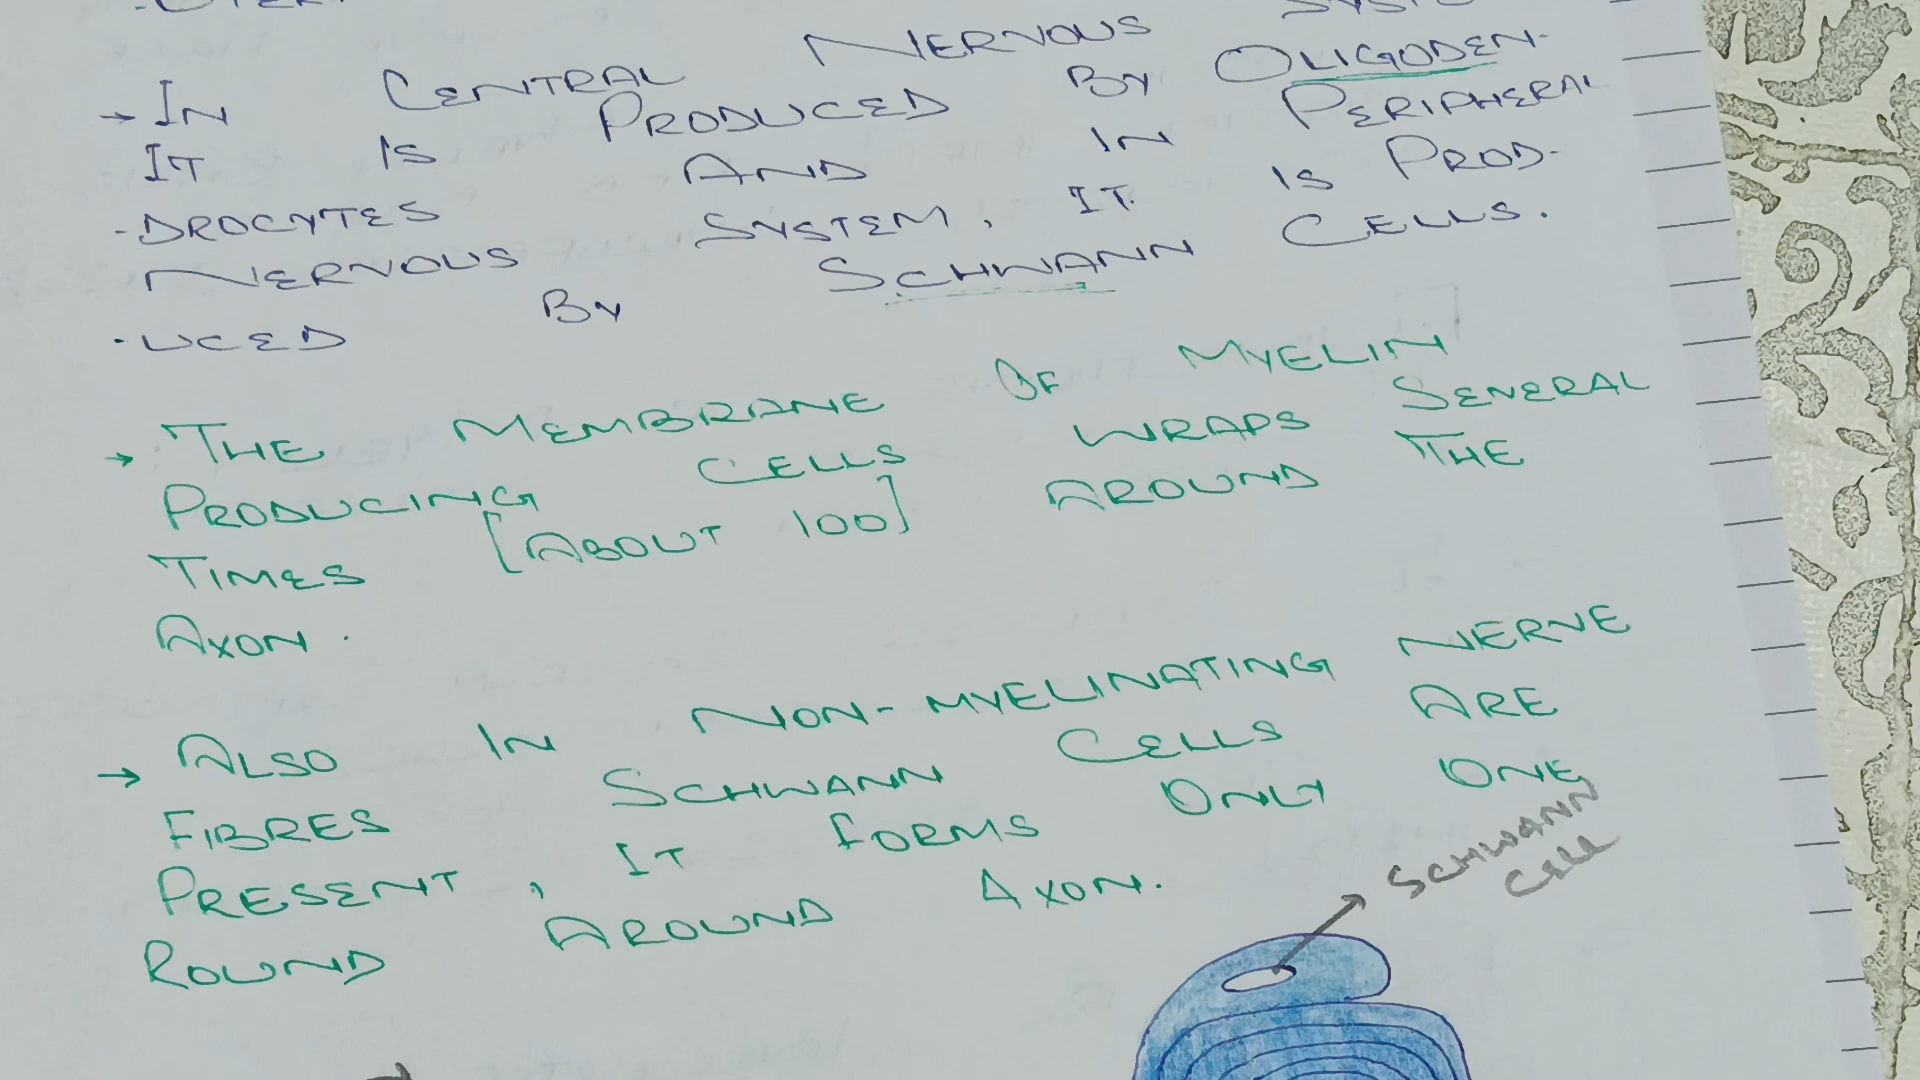 → IN CENTRAL NERVOUS
IT IS PRODUCED BY OLIGODEN-
-DROCYTES AND IN PERIPHERAL
NERVOUS SYSTEM, IT IS PROD-
-UCED BY SCHWANN CELLS.
→ THE MEMBRANE OF MYELIN
PRODUCING CELLS WRAPS SEVERAL
TIMES [ABOUT 100] AROUND THE
AXON.
→ ALSO IN NON-MYELINATING NERVE
FIBRES SCHWANN CELLS ARE
PRESENT, IT FORMS ONLY ONE
ROUND AROUND AXON.
SCHWANN
CELL